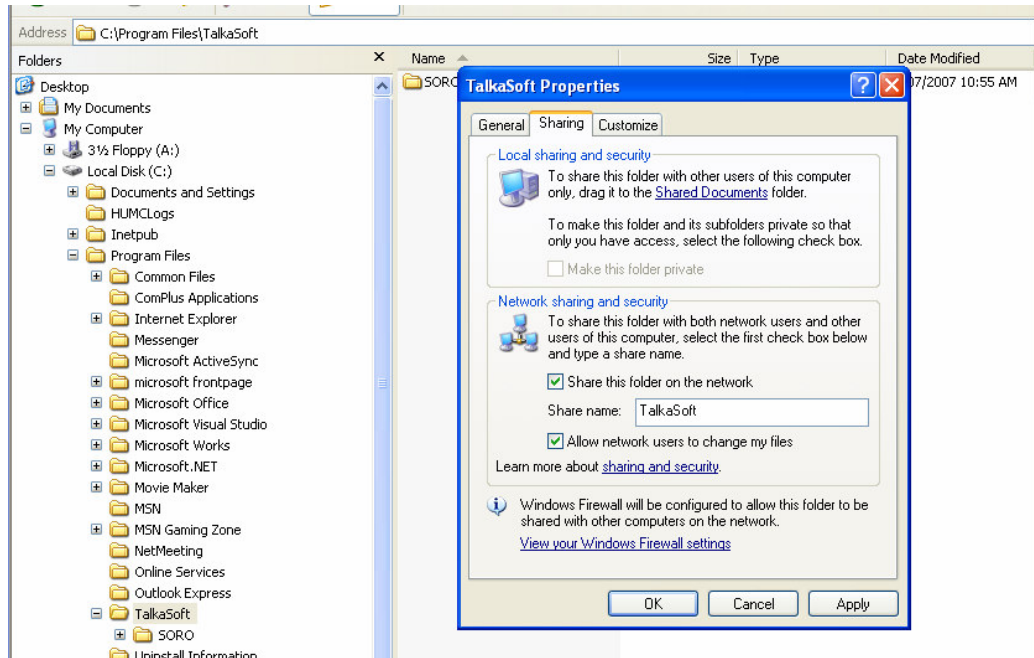 Address C:\Program Files\TalkaSoft
Folders
Name Size Type Date Modified
Desktop
My Documents
My Computer
3½ Floppy (A:)
Local Disk (C:)
Documents and Settings
HUMCLogs
Inetpub
Program Files
Common Files
ComPlus Applications
Internet Explorer
Messenger
Microsoft ActiveSync
microsoft frontpage
Microsoft Office
Microsoft Visual Studio
Microsoft Works
Microsoft.NET
Movie Maker
MSN
MSN Gaming Zone
NetMeeting
Online Services
Outlook Express
TalkaSoft
SORO
Uninstall Information
07/2007 10:55 AM
TalkaSoft Properties
General Sharing Customize
Local sharing and security
To share this folder with other users of this computer
only, drag it to the Shared Documents folder.
To make this folder and its subfolders private so that
only you have access, select the following check box.
Make this folder private
Network sharing and security
To share this folder with both network users and other
users of this computer, select the first check box below
and type a share name.
Share this folder on the network
Share name: TalkaSoft
Allow network users to change my files
Learn more about sharing and security.
Windows Firewall will be configured to allow this folder to be
shared with other computers on the network.
View your Windows Firewall settings
OK Cancel Apply